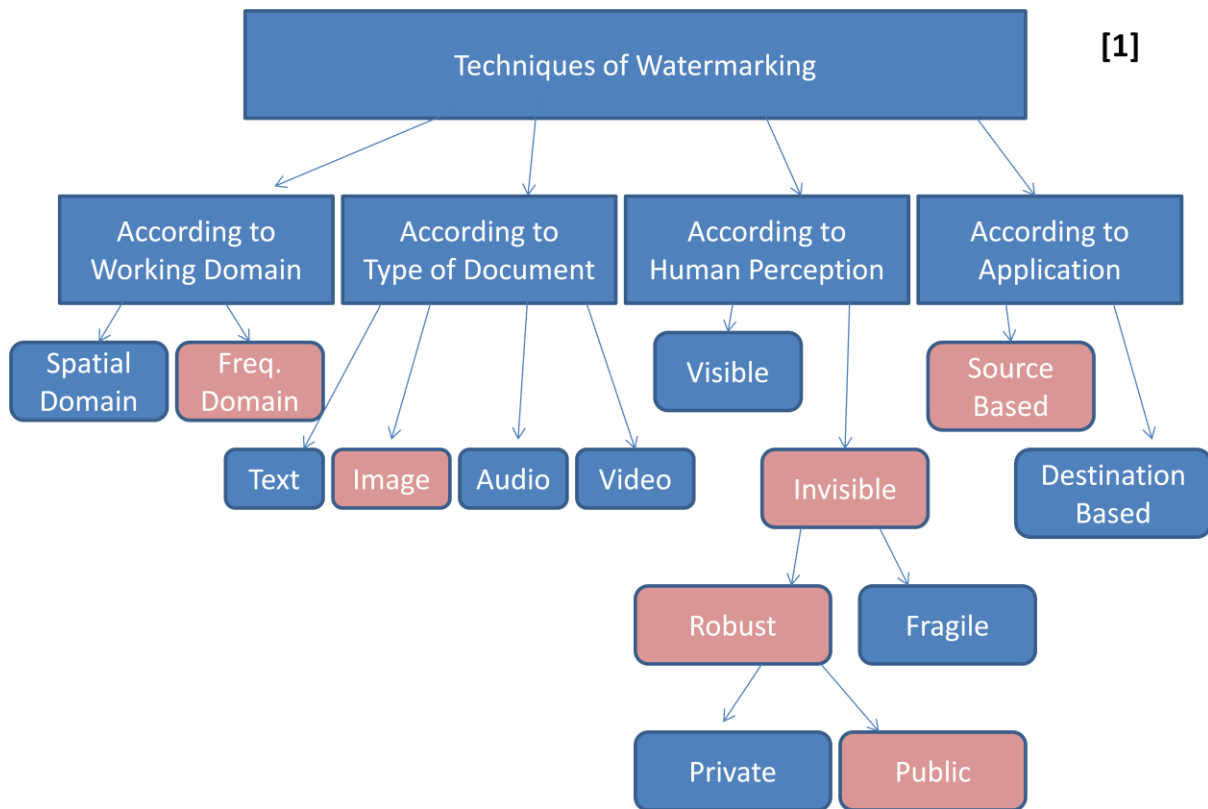 Techniques of Watermarking
[1]
According to
Working Domain
According to
Type of Document
According to
Human Perception
According to
Application
Spatial
Domain
Freq.
Domain
Visible
Source
Based
Text
Image
Audio
Video
Invisible
Destination
Based
Robust
Fragile
Private
Public